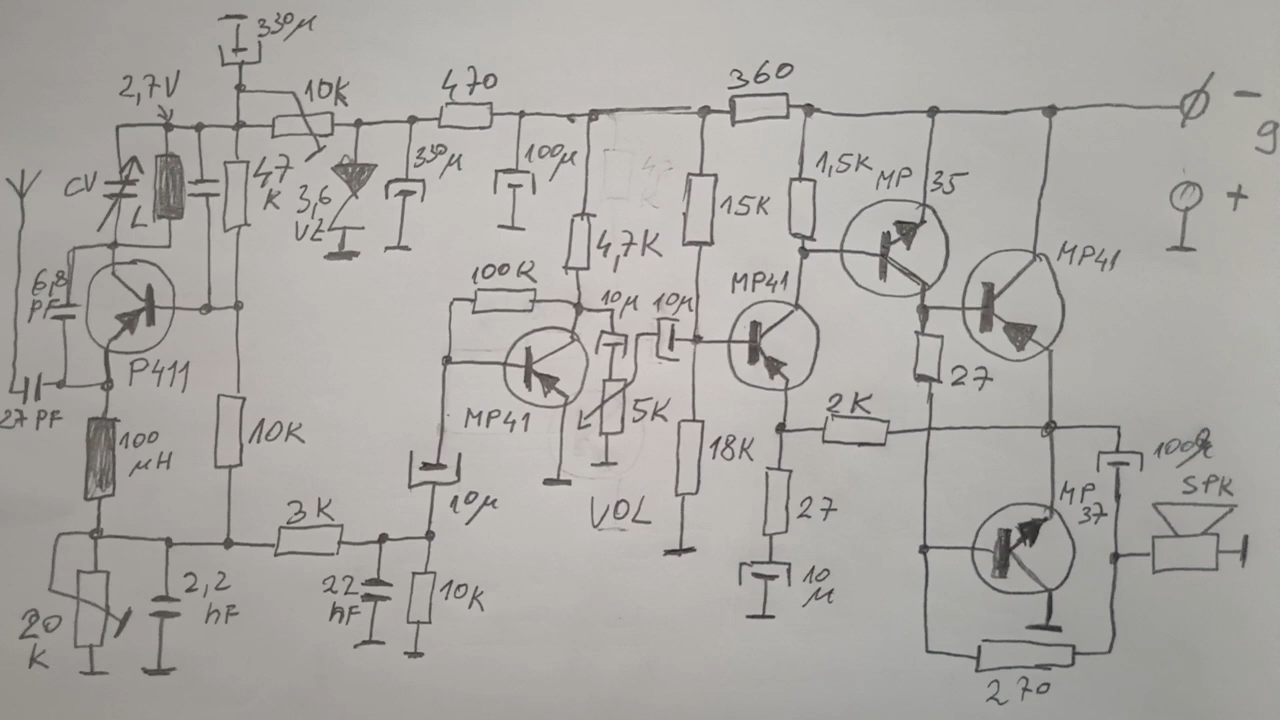 330µ
2,7V
10K
470
360
-
9
CV
L
47
K
3,6
VZ
330µ
100µ
4,7K
15K
1,5K
MP 35
+
MP41
6,8
PF
P411
27 PF
100K
10µ
10µ
MP41
MP41
5K
27
100
µH
10K
18K
2K
VOL
10µ
27
MP
37
SPK
3K
20
K
2,2
nF
22
nF
10K
10
µ
270